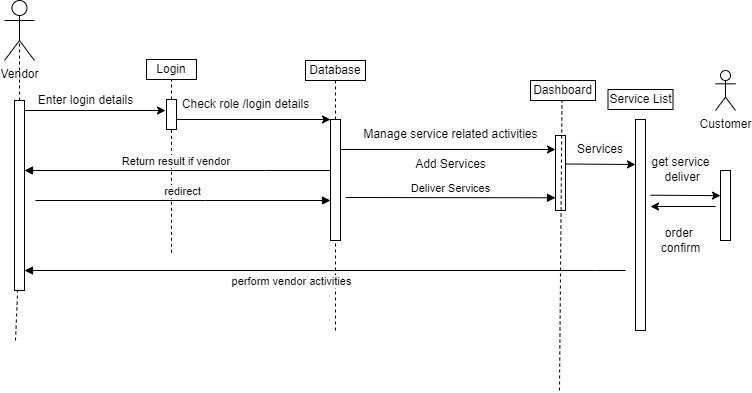 Vendor
Login
Database
Dashboard
Service List
Customer
Enter login details
Check role /login details
Manage service related activities
Services
get service
deliver
Return result if vendor
Add Services
redirect
Deliver Services
order
confirm
perform vendor activities